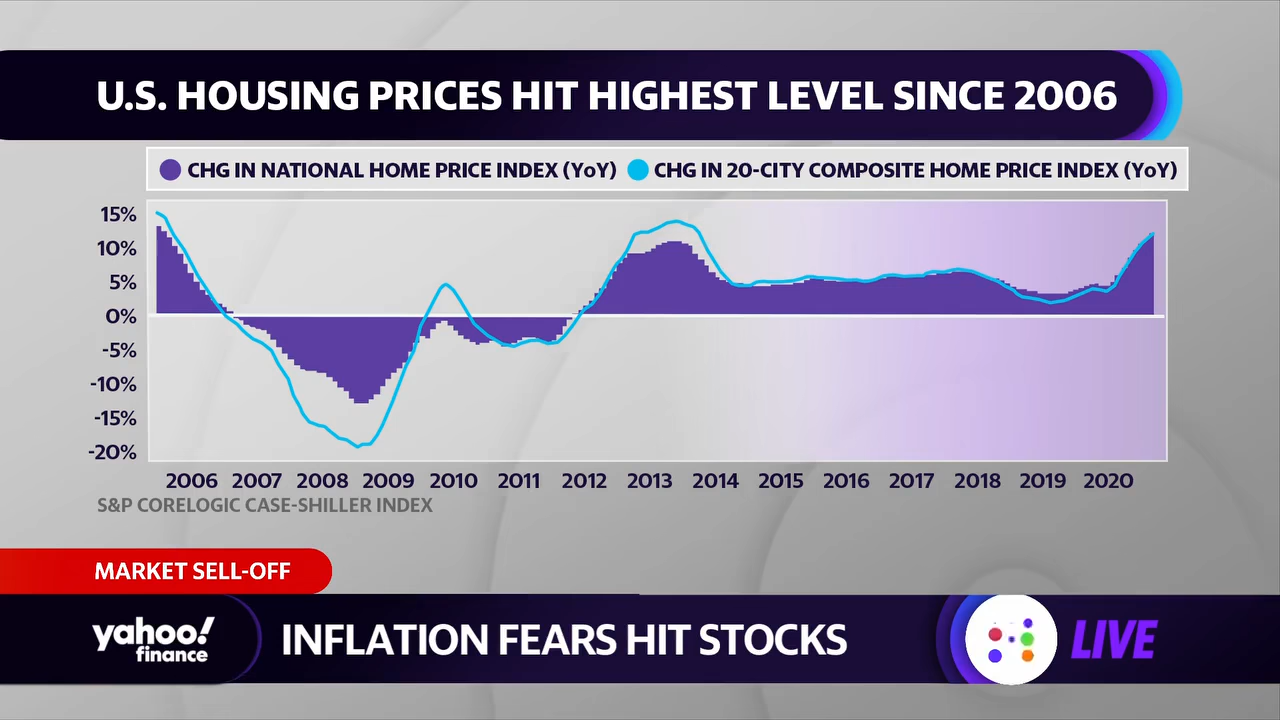 U.S. HOUSING PRICES HIT HIGHEST LEVEL SINCE 2006
CHG IN NATIONAL HOME PRICE INDEX (YoY) CHG IN 20-CITY COMPOSITE HOME PRICE INDEX (YoY)
15%
10%
5%
0%
-5%
-10%
-15%
-20%
2006 2007 2008 2009 2010 2011 2012 2013 2014 2015 2016 2017 2018 2019 2020
S&P CORELOGIC CASE-SHILLER INDEX
MARKET SELL-OFF
yahoo!
finance
INFLATION FEARS HIT STOCKS
LIVE